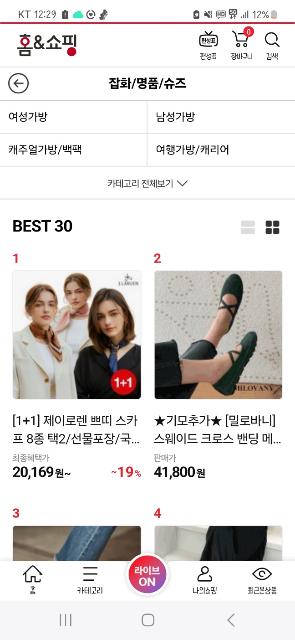 KT 12:29
.ıl 12%
홈&쇼핑
편성표
편성표
장바구니
0
검색
잡화/명품/슈즈
여성가방
남성가방
캐주얼가방/백팩
여행가방/캐리어
카테고리 전체보기
BEST 30
1
2
1+1
MILOVANY
[1+1] 제이로렌 쁘띠 스카
프 8종 택2/선물포장/국...
최종혜택가
20,169원~
~19%
★기모추가★ [밀로바니]
스웨이드 크로스 밴딩 메...
판매가
41,800원
3
4
홈
카테고리
라이브
ON
나의쇼핑
최근본상품